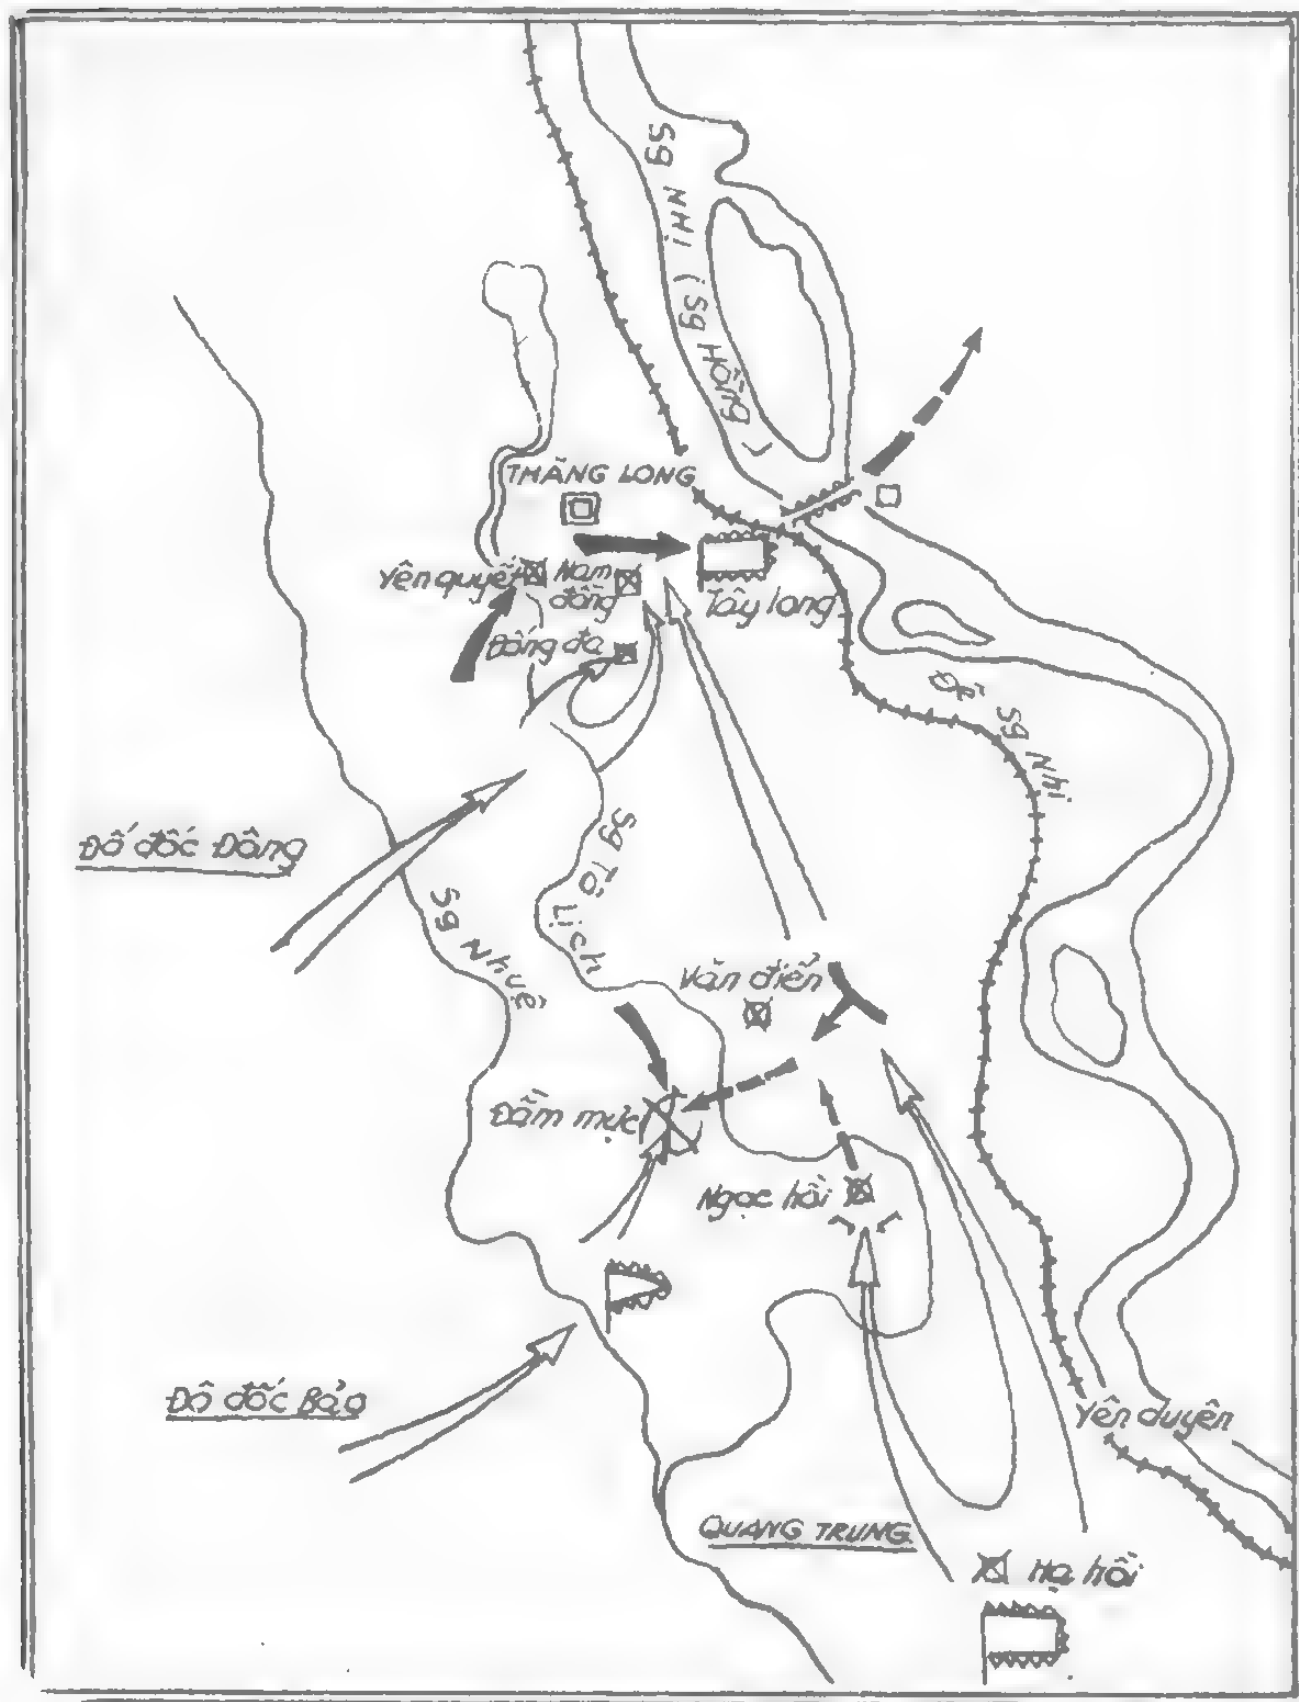 Sg NHị (Sg Hồng)
THĂNG LONG
Yên quyết
Nam
đồng
Tây long
Đống đa
Đê Sg Nhị
Đô đốc Đông
Sg Tô Lịch
Sg Nhuệ
Văn điển
Đầm mực
Ngọc hồi
Đô đốc Bảo
Yên duyên
QUANG TRUNG
Hạ hồi